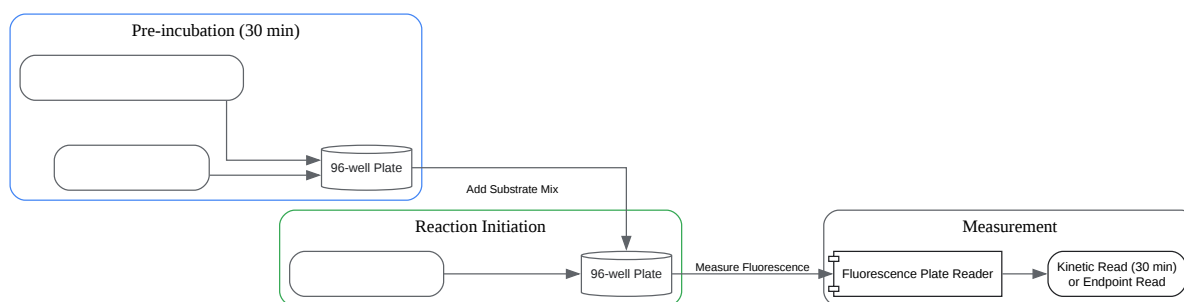 Pre-incubation (30 min)
96-well Plate
Add Substrate Mix
Reaction Initiation
96-well Plate
Measure Fluorescence
Measurement
Fluorescence Plate Reader
Kinetic Read (30 min)
or Endpoint Read